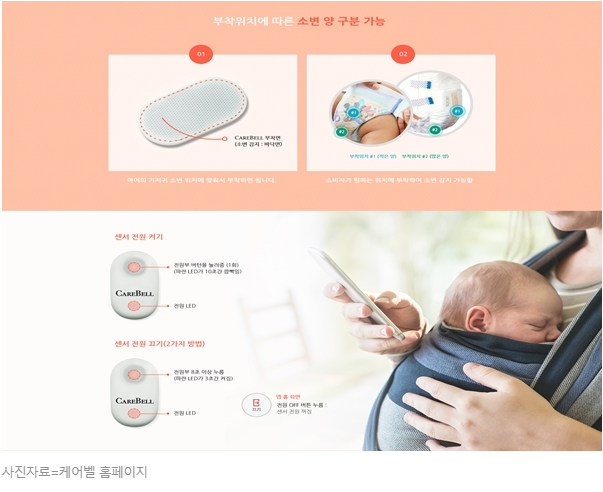 부착위치에 따른 소변 양 구분 가능
01
02
CAREBELL 부착면
(소변 감지 : 바닥면)
#1
#2
#1
#2
부착위치 #1 (적은 양) 부착위치 #2 (많은 양)
아이의 기저귀 소변 위치에 맞춰서 부착하면 됩니다
소비자가 원하는 위치에 부착하여 소변 감지 가능함
센서 전원 켜기
전원부 버턴을 눌러줌 (1회)
(파란 LED가 10초간 깜빡임)
CAREBELL
전원 LED
센서 전원 끄기(2가지 방법)
전원부 8초 이상 누름
(파란 LED가 3초간 켜짐)
CAREBELL
전원 LED
끄기
앱 홈 화면
전원 OFF 버튼 누름 :
센서 전원 꺼짐
사진자료=케어벨 홈페이지